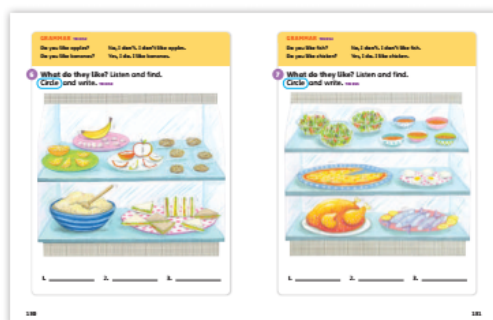 GRAMMAR
Do you like apples? No, I don't. I don't like apples.
Do you like bananas? Yes, I do. I like bananas.
6 What do they like? Listen and find.
Circle and write.
1. 2. 3.
180
GRAMMAR
Do you like fish? No, I don't. I don't like fish.
Do you like chicken? Yes, I do. I like chicken.
7 What do they like? Listen and find.
Circle and write.
1. 2. 3.
181